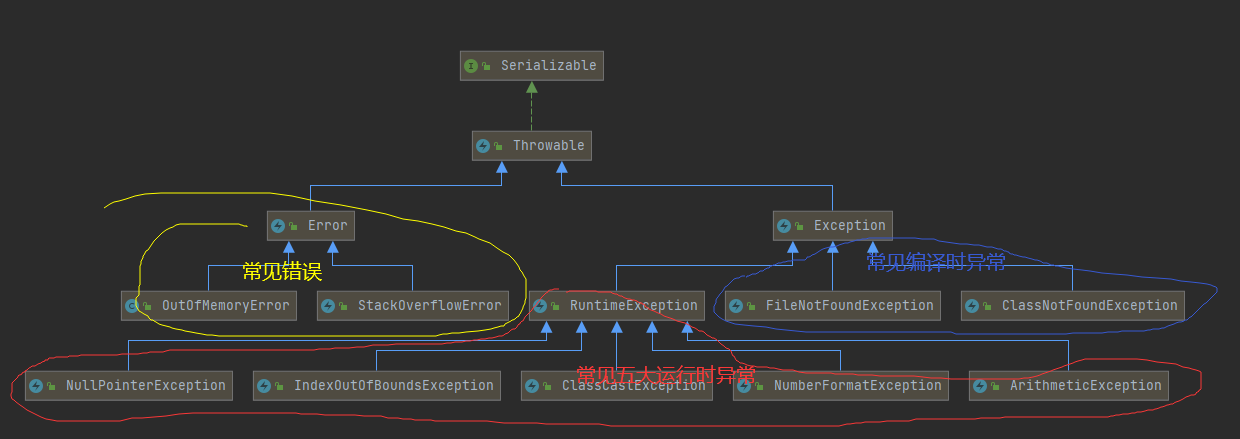 Serializable
Throwable
Error
Exception
常见错误
常见编译时异常
OutOfMemoryError
StackOverflowError
RuntimeException
FileNotFoundException
ClassNotFoundException
常见五大运行时异常
NullPointerException
IndexOutOfBoundsException
ClassCastException
NumberFormatException
ArithmeticException